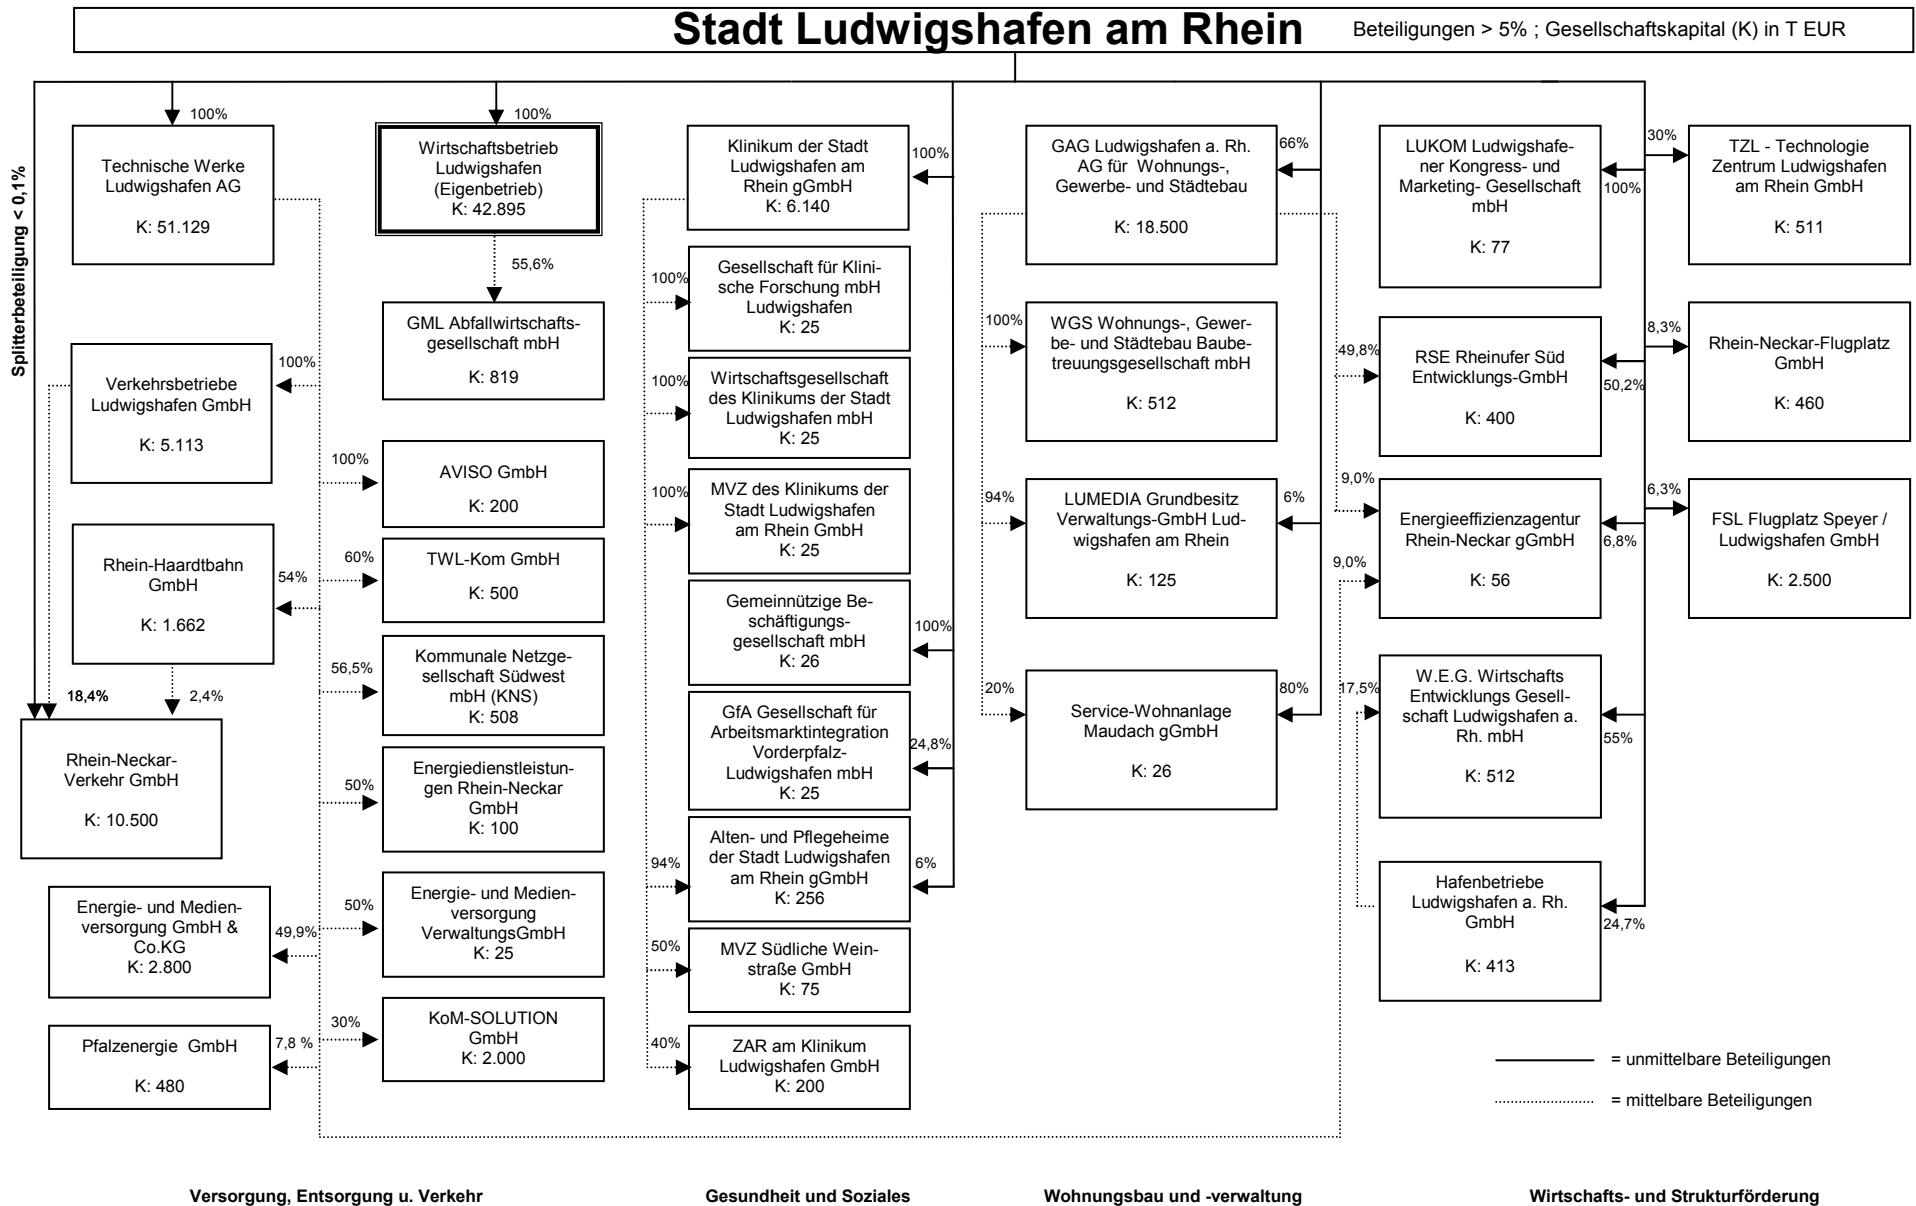 Stadt Ludwigshafen am Rhein
Beteiligungen > 5% ; Gesellschaftskapital (K) in T EUR
Splitterbeteiligung < 0,1%
100%
Technische Werke
Ludwigshafen AG
K: 51.129
100%
Verkehrsbetriebe
Ludwigshafen GmbH
K: 5.113
54%
Rhein-Haardtbahn
GmbH
K: 1.662
18,4%
2,4%
Rhein-Neckar-
Verkehr GmbH
K: 10.500
49,9%
Energie- und Medien-
versorgung GmbH &
Co.KG
K: 2.800
7,8 %
Pfalzenergie GmbH
K: 480
100%
Wirtschaftsbetrieb
Ludwigshafen
(Eigenbetrieb)
K: 42.895
55,6%
GML Abfallwirtschafts-
gesellschaft mbH
K: 819
100%
AVISO GmbH
K: 200
60%
TWL-Kom GmbH
K: 500
56,5%
Kommunale Netzge-
sellschaft Südwest
mbH (KNS)
K: 508
50%
Energiedienstleistun-
gen Rhein-Neckar
GmbH
K: 100
50%
Energie- und Medien
versorgung
VerwaltungsGmbH
K: 25
30%
KoM-SOLUTION
GmbH
K: 2.000
100%
Klinikum der Stadt
Ludwigshafen am
Rhein gGmbH
K: 6.140
100%
Gesellschaft für Klini-
sche Forschung mbH
Ludwigshafen
K: 25
100%
Wirtschaftsgesellschaft
des Klinikums der Stadt
Ludwigshafen mbH
K: 25
100%
MVZ des Klinikums der
Stadt Ludwigshafen
am Rhein GmbH
K: 25
100%
Gemeinnützige Be-
schäftigungs-
gesellschaft mbH
K: 26
24,8%
GfA Gesellschaft für
Arbeitsmarktintegration
Vorderpfalz-
Ludwigshafen mbH
K: 25
94%
6%
Alten- und Pflegeheime
der Stadt Ludwigshafen
am Rhein gGmbH
K: 256
50%
MVZ Südliche Wein-
straße GmbH
K: 75
40%
ZAR am Klinikum
Ludwigshafen GmbH
K: 200
66%
GAG Ludwigshafen a. Rh.
AG für Wohnungs-,
Gewerbe- und Städtebau
K: 18.500
100%
WGS Wohnungs-, Gewer-
be- und Städtebau Baube-
treuungsgesellschaft mbH
K: 512
94%
6%
LUMEDIA Grundbesitz
Verwaltungs-GmbH Lud-
wigshafen am Rhein
K: 125
20%
80%
Service-Wohnanlage
Maudach gGmbH
K: 26
100%
LUKOM Ludwigshafe-
ner Kongress- und
Marketing- Gesellschaft
mbH
K: 77
49,8%
50,2%
RSE Rheinufer Süd
Entwicklungs-GmbH
K: 400
9,0%
6,8%
9,0%
Energieeffizienzagentur
Rhein-Neckar gGmbH
K: 56
17,5%
55%
W.E.G. Wirtschafts
Entwicklungs Gesell-
schaft Ludwigshafen a.
Rh. mbH
K: 512
24,7%
Hafenbetriebe
Ludwigshafen a. Rh.
GmbH
K: 413
30%
TZL - Technologie
Zentrum Ludwigshafen
am Rhein GmbH
K: 511
8,3%
Rhein-Neckar-Flugplatz
GmbH
K: 460
6,3%
FSL Flugplatz Speyer /
Ludwigshafen GmbH
K: 2.500
= unmittelbare Beteiligungen
= mittelbare Beteiligungen
Versorgung, Entsorgung u. Verkehr
Gesundheit und Soziales
Wohnungsbau und -verwaltung
Wirtschafts- und Strukturförderung